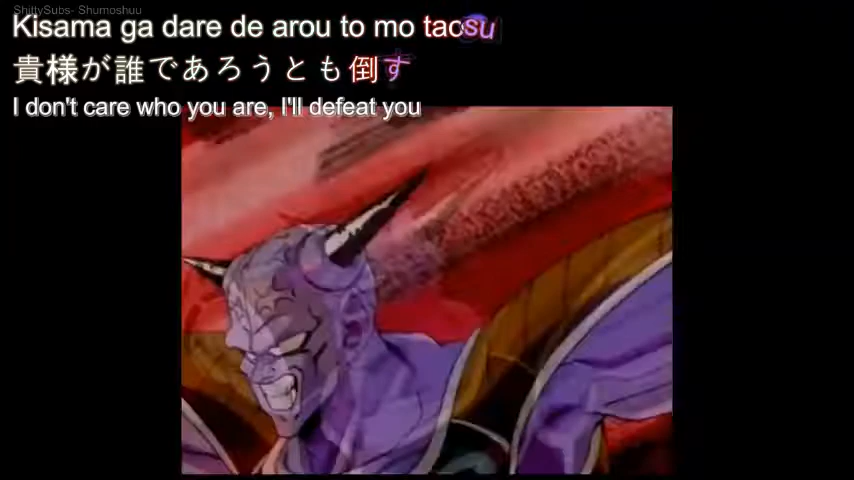 ShittySubs- Shumoshuu
Kisama ga dare de arou to mo taosu
貴様が誰であろうとも倒す
I don't care who you are, I'll defeat you